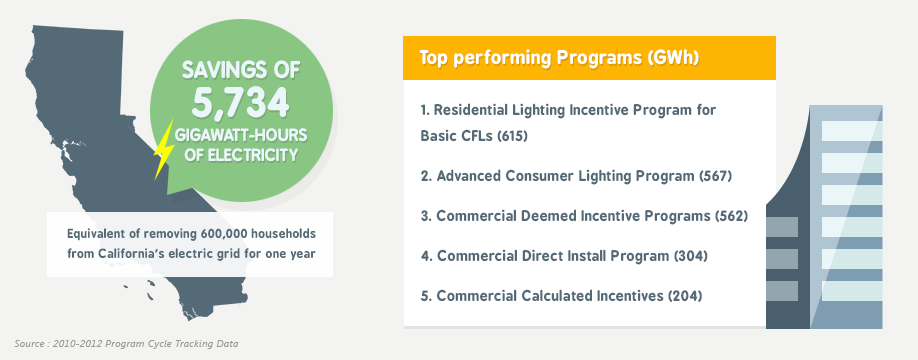 SAVINGS OF
5,734
GIGAWATT-HOURS
OF ELECTRICITY
Equivalent of removing 600,000 households
from California's electric grid for one year
Top performing Programs (GWh)
1. Residential Lighting Incentive Program for
Basic CFLs (615)
2. Advanced Consumer Lighting Program (567)
3. Commercial Deemed Incentive Programs (562)
4. Commercial Direct Install Program (304)
5. Commercial Calculated Incentives (204)
Source : 2010-2012 Program Cycle Tracking Data